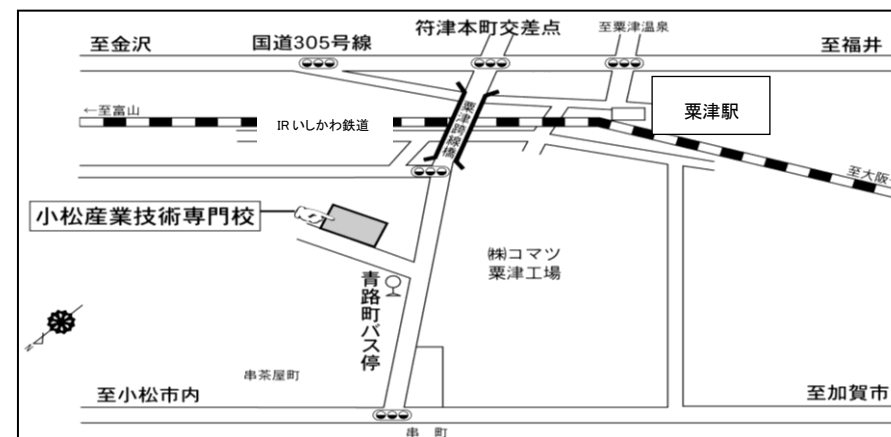 符津本町交差点
至金沢
国道305号線
至粟津温泉
至福井
←至富山
IRいしかわ鉄道
粟津跨線橋
粟津駅
至大阪
小松産業技術専門校
㈱コマツ
粟津工場
青路町バス停
N
串茶屋町
至小松市内
至加賀市
串 町